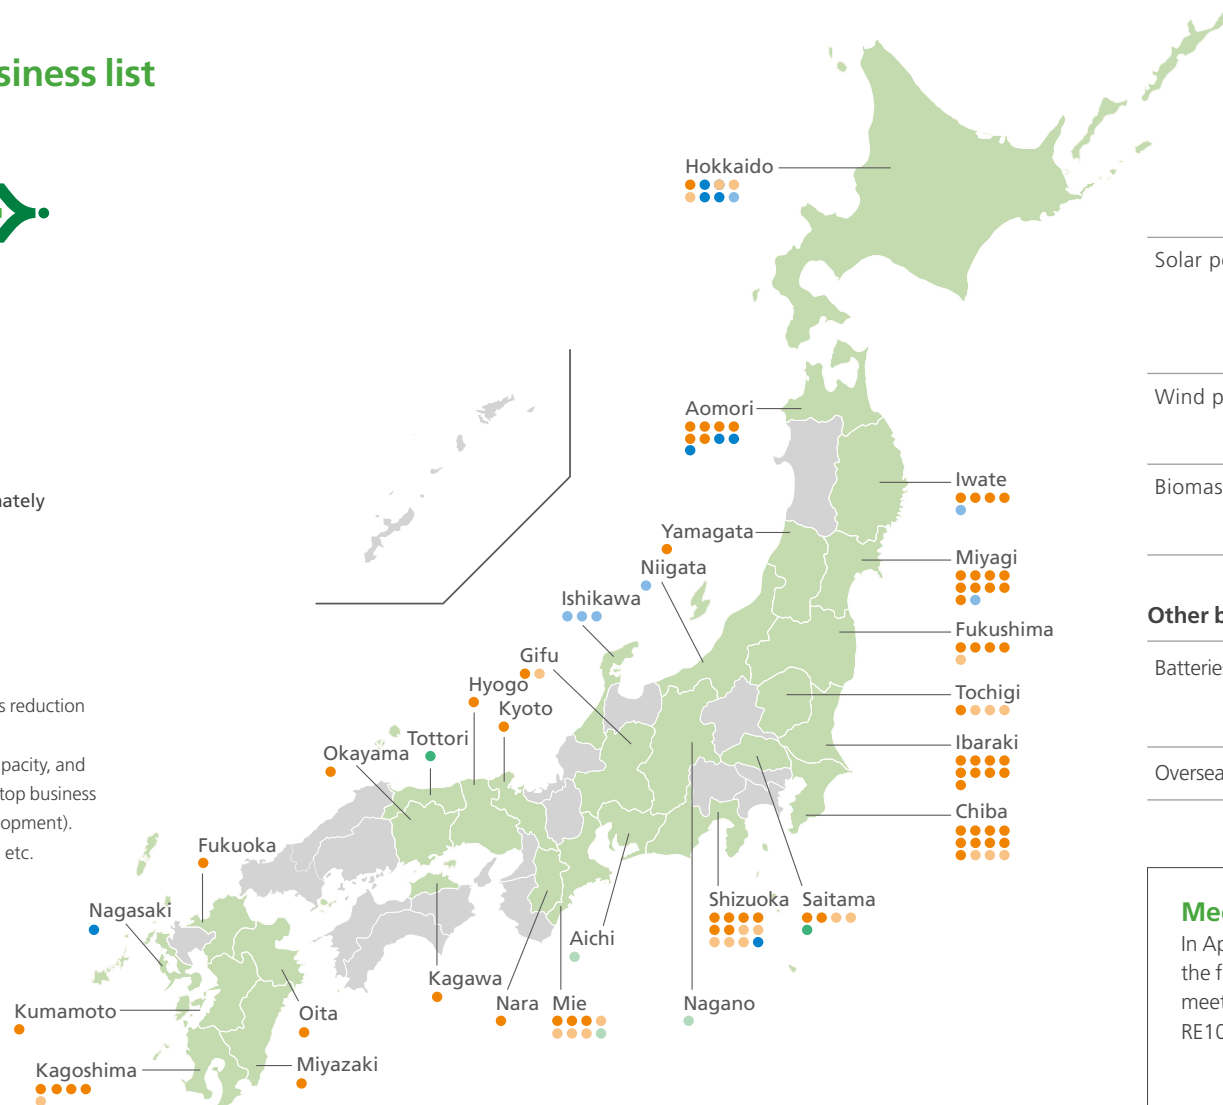 siness list
Hokkaido
Solar p
Aomori
Wind p
nately
Iwate
Biomas
Yamagata
Miyagi
Niigata
Ishikawa
Other b
Fukushima
Gifu
Batterie
s reduction
Hyogo
Tochigi
Kyoto
Tottori
Ibaraki
Okayama
pacity, and
Oversea
top business
Chiba
opment).
etc.
Fukuoka
Shizuoka
Saitama
Nagasaki
Me
In Ap
Aichi
the f
Kagawa
meet
Nara
Mie
Nagano
Kumamoto
Oita
RE10
Miyazaki
Kagoshima